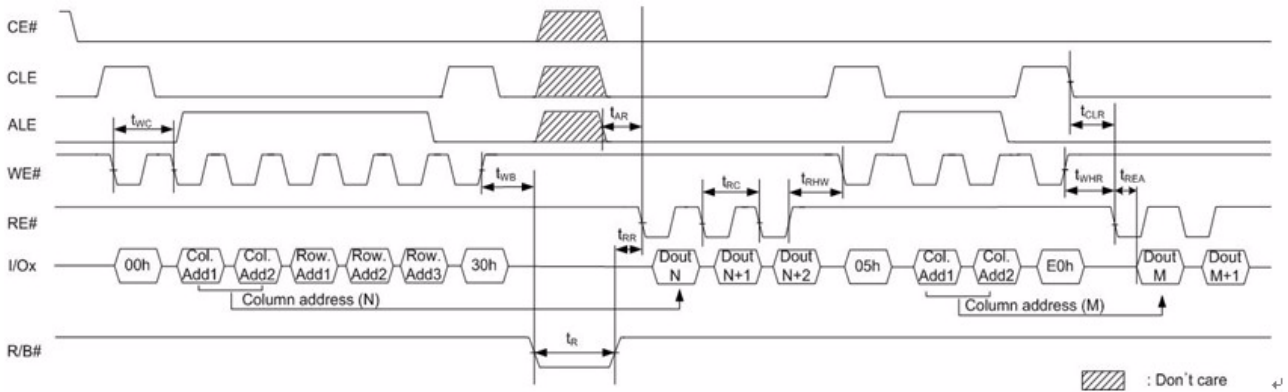 CE#
CLE
tCLR
ALE
tWC
tAR
WE#
tWB
tRC
tRHW
tWHR
tREA
RE#
tRR
I/Ox
00h
Col. Add1
Col. Add2
Row. Add1
Row. Add2
Row. Add3
30h
Dout N
Dout N+1
Dout N+2
05h
Col. Add1
Col. Add2
E0h
Dout M
Dout M+1
Column address (N)
Column address (M)
R/B#
tR
: Don´t care